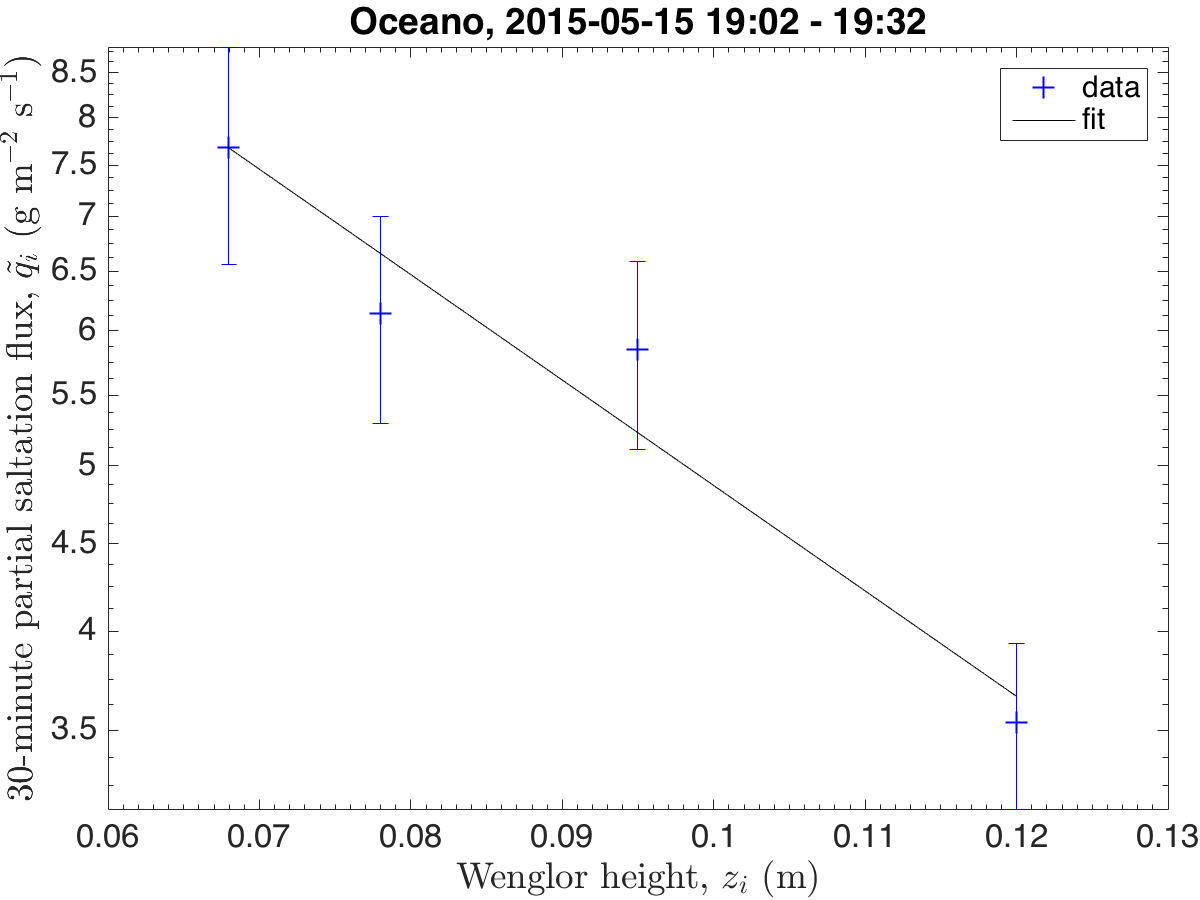 Oceano, 2015-05-15 19:02 - 19:32
30-minute partial saltation flux, q̃ᵢ (g m⁻² s⁻¹)
8.5
8
7.5
7
6.5
6
5.5
5
4.5
4
3.5
data
fit
0.06 0.07 0.08 0.09 0.1 0.11 0.12 0.13
Wenglor height, zᵢ (m)